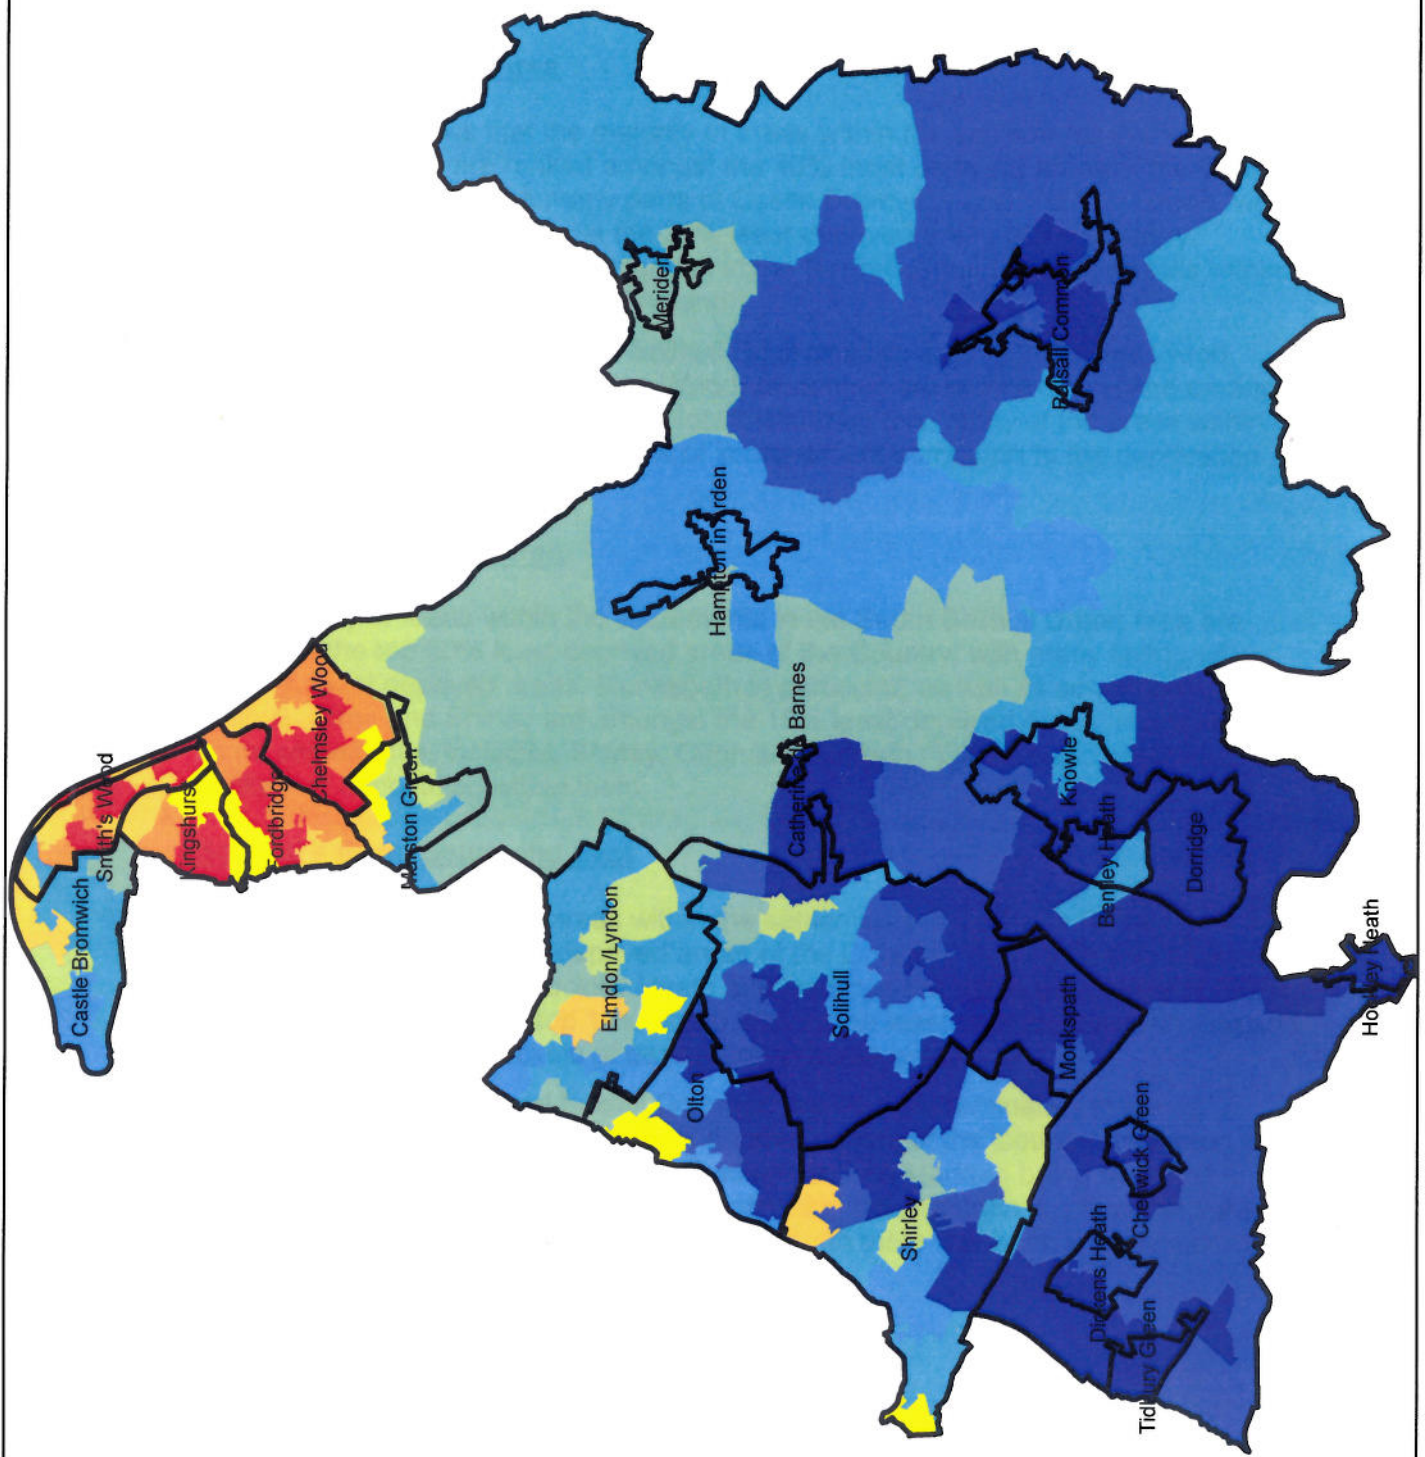 Castle Bromwich
Smith's Wood
Kingshurs
Fordbridge
Chelmsley Wood
Marston Green
Elmdon/Lyndon
Meriden
Hampton in Arden
Olton
Solihull
Catherine de Barnes
Balsall Common
Shirley
Monkspath
Knowle
Bentley Heath
Dorridge
Dickens Heath
Cheswick Green
Tidbury Green
Hockley Heath